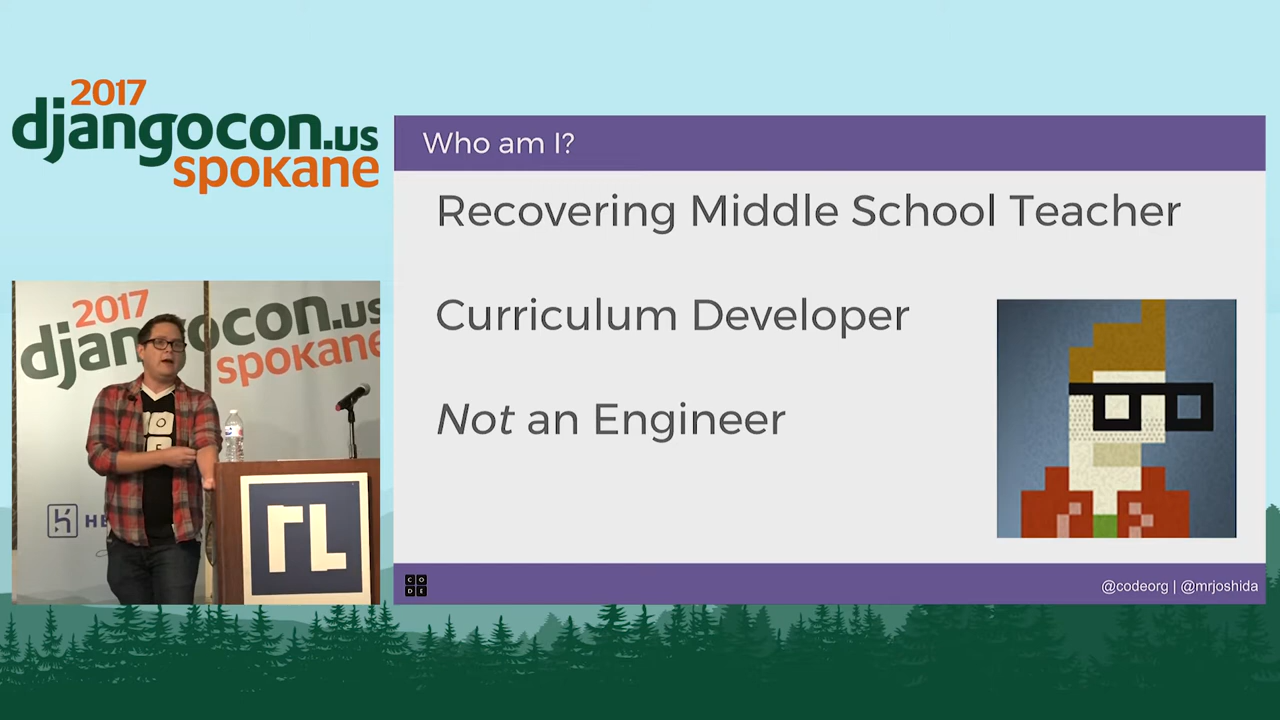 2017
djangocon.us
spokane
Who am I?
Recovering Middle School Teacher
Curriculum Developer
Not an Engineer
C O
D E
@codeorg | @mrjoshida
2017
djangocon.us
spokane
O
E
HE